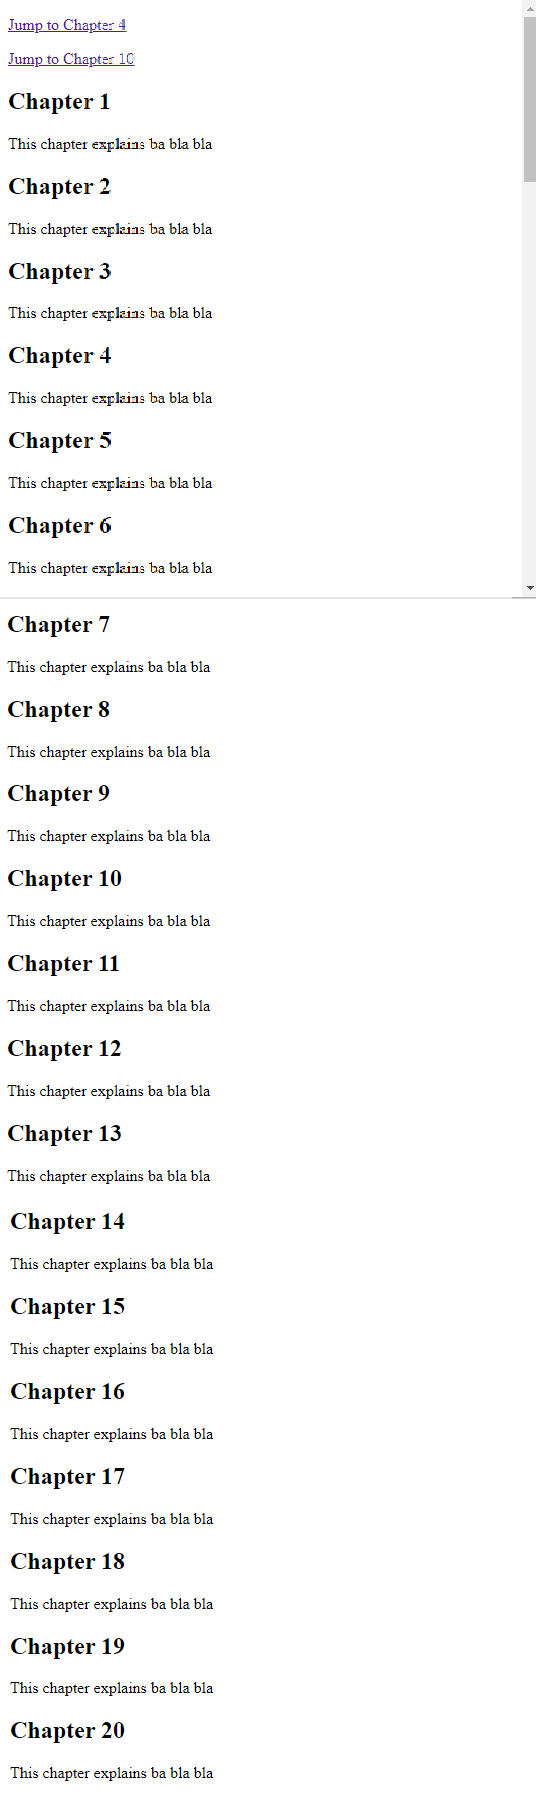 Jump to Chapter 4
Jump to Chapter 10
Chapter 1
This chapter explains ba bla bla
Chapter 2
This chapter explains ba bla bla
Chapter 3
This chapter explains ba bla bla
Chapter 4
This chapter explains ba bla bla
Chapter 5
This chapter explains ba bla bla
Chapter 6
This chapter explains ba bla bla
Chapter 7
This chapter explains ba bla bla
Chapter 8
This chapter explains ba bla bla
Chapter 9
This chapter explains ba bla bla
Chapter 10
This chapter explains ba bla bla
Chapter 11
This chapter explains ba bla bla
Chapter 12
This chapter explains ba bla bla
Chapter 13
This chapter explains ba bla bla
Chapter 14
This chapter explains ba bla bla
Chapter 15
This chapter explains ba bla bla
Chapter 16
This chapter explains ba bla bla
Chapter 17
This chapter explains ba bla bla
Chapter 18
This chapter explains ba bla bla
Chapter 19
This chapter explains ba bla bla
Chapter 20
This chapter explains ba bla bla